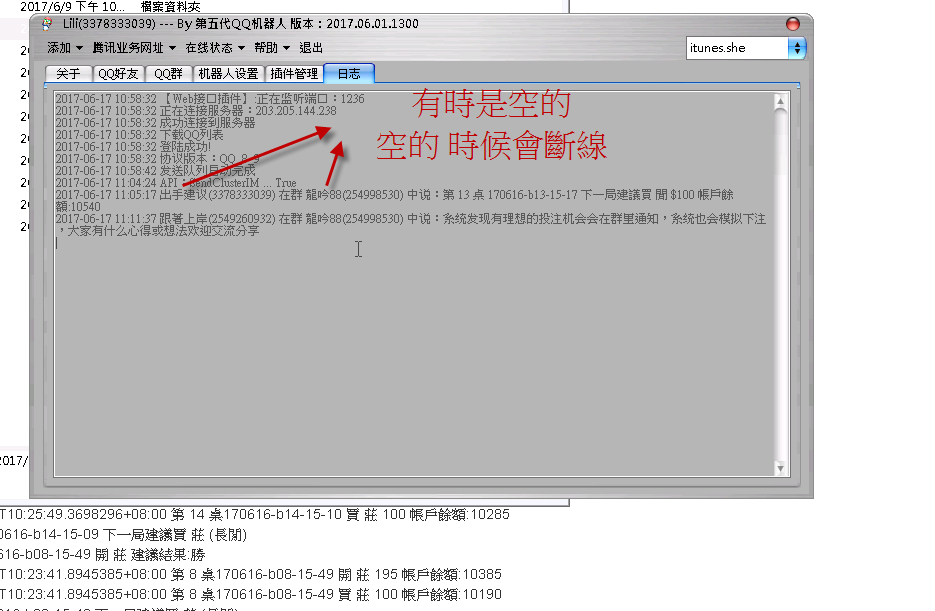 2017/6/9 下午 10... 檔案資料夾
Lili(3378333039) --- By 第五代QQ机器人 版本：2017.06.01.1300
添加 腾讯业务网址 在线状态 帮助 退出
itunes.she
关于 QQ好友 QQ群 机器人设置 插件管理 日志
2017-06-17 10:58:32 【Web接口插件】:正在监听端口：1236
2017-06-17 10:58:32 正在连接服务器：203.205.144.238
2017-06-17 10:58:32 成功连接到服务器
2017-06-17 10:58:32 下载QQ列表
2017-06-17 10:58:32 登陆成功!
2017-06-17 10:58:32 协议版本：QQ_8_9
2017-06-17 10:58:42 发送队列启动完成
2017-06-17 11:04:24 API：SendClusterIM ... True
2017-06-17 11:05:17 出手建议(3378333039) 在群 龍吟88(254998530) 中说：第 13 桌 170616-b13-15-17 下一局建議買 閒 $100 帳戶餘
額:10540
2017-06-17 11:11:37 跟著上岸(2549260932) 在群 龍吟88(254998530) 中说：系统发现有理想的投注机会会在群里通知，系统也会模拟下注
，大家有什么心得或想法欢迎交流分享
有時是空的
空的 時候會斷線
2017/
T10:25:49.3698296+08:00 第 14 桌170616-b14-15-10 買 莊 100 帳戶餘額:10285
0616-b14-15-09 下一局建議買 莊 (長閒)
616-b08-15-49 開 莊 建議結果:勝
T10:23:41.8945385+08:00 第 8 桌170616-b08-15-49 開 莊 195 帳戶餘額:10385
T10:23:41.8945385+08:00 第 8 桌170616-b08-15-49 買 莊 100 帳戶餘額:10190